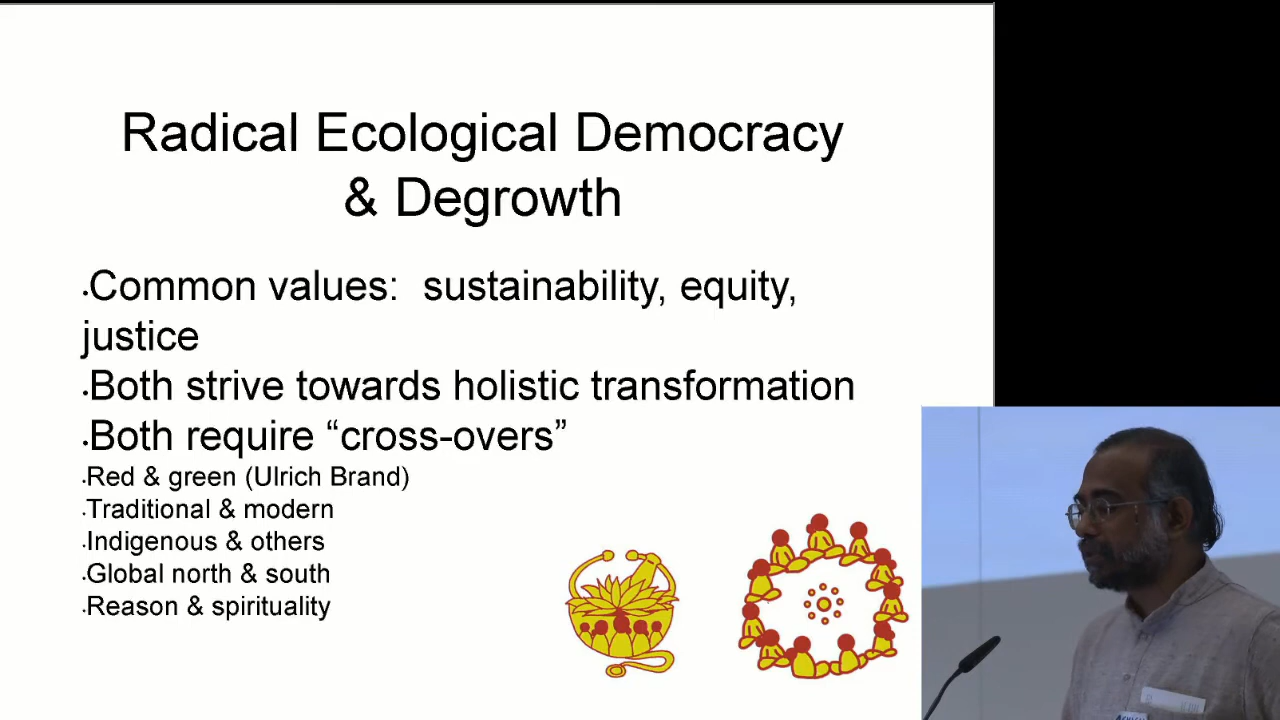 Radical Ecological Democracy
& Degrowth
·Common values:  sustainability, equity,
justice
·Both strive towards holistic transformation
·Both require “cross-overs”
·Red & green (Ulrich Brand)
·Traditional & modern
·Indigenous & others
·Global north & south
·Reason & spirituality